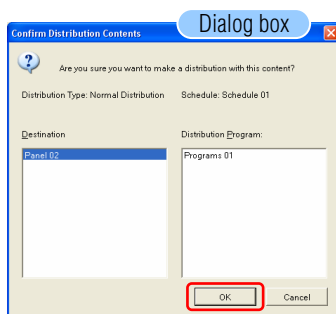 Dialog box
Confirm Distribution Contents
Are you sure you want to make a distribution with this content?
Distribution Type: Normal Distribution Schedule: Schedule 01
Destination Distribution Program:
Panel 02 Programs 01
OK Cancel